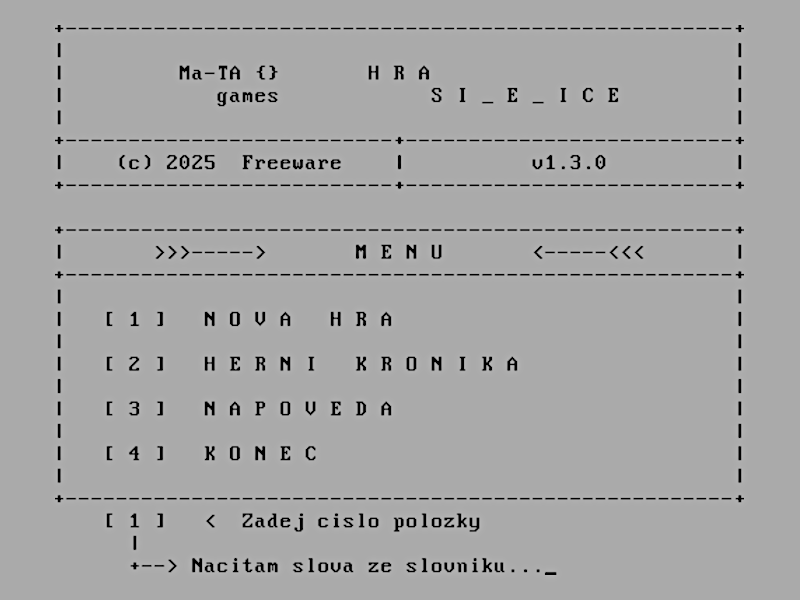 Ma-TA {} H R A
games S I _ E _ I C E
(c) 2025 Freeware | v1.3.0
>>>-----> M E N U <-----<<<
[ 1 ] N O V A H R A
[ 2 ] H E R N I K R O N I K A
[ 3 ] N A P O V E D A
[ 4 ] K O N E C
[ 1 ] < Zadej cislo polozky
|
+--> Nacitam slova ze slovniku..._